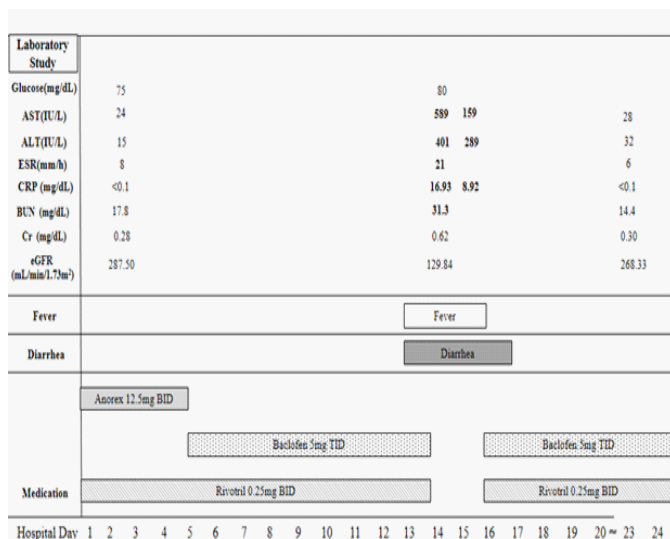 Laboratory
Study
Glucose(mg/dL) 75 80
AST(IU/L) 24 589 159 28
ALT(IU/L) 15 401 289 32
ESR(mm/h) 8 21 6
CRP (mg/dL) <0.1 16.93 8.92 <0.1
BUN (mg/dL) 17.8 31.3 14.4
Cr (mg/dL) 0.28 0.62 0.30
eGFR
(mL/min/1.73m²) 287.50 129.84 268.33
Fever Fever
Diarrhea Diarrhea
Anorex 12.5mg BID
Baclofen 5mg TID Baclofen 5mg TID
Medication Rivotril 0.25mg BID Rivotril 0.25mg BID
Hospital Day 1 2 3 4 5 6 7 8 9 10 11 12 13 14 15 16 17 18 19 20 ≈ 23 24